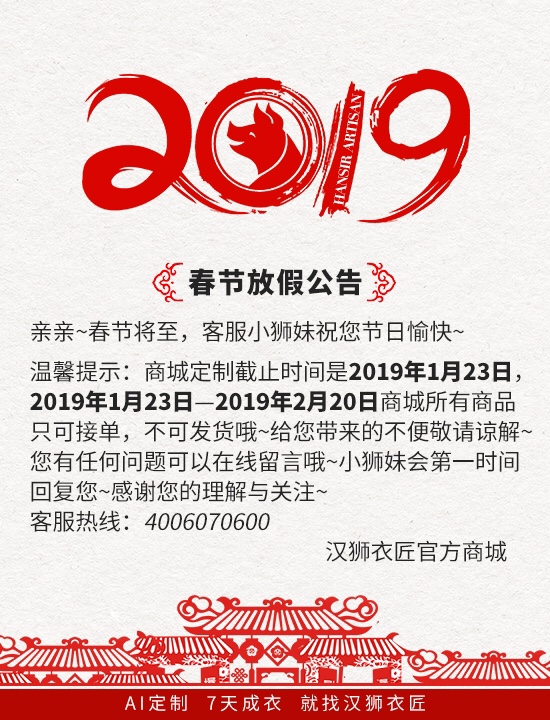 2019
HANSIR ARTISAN
春节放假公告
亲亲~春节将至，客服小狮妹祝您节日愉快~
温馨提示：商城定制截止时间是2019年1月23日，
2019年1月23日—2019年2月20日商城所有商品
只可接单，不可发货哦~给您带来的不便敬请谅解~
您有任何问题可以在线留言哦~小狮妹会第一时间
回复您~感谢您的理解与关注~
客服热线：4006070600
汉狮衣匠官方商城
AI定制 7天成衣 就找汉狮衣匠